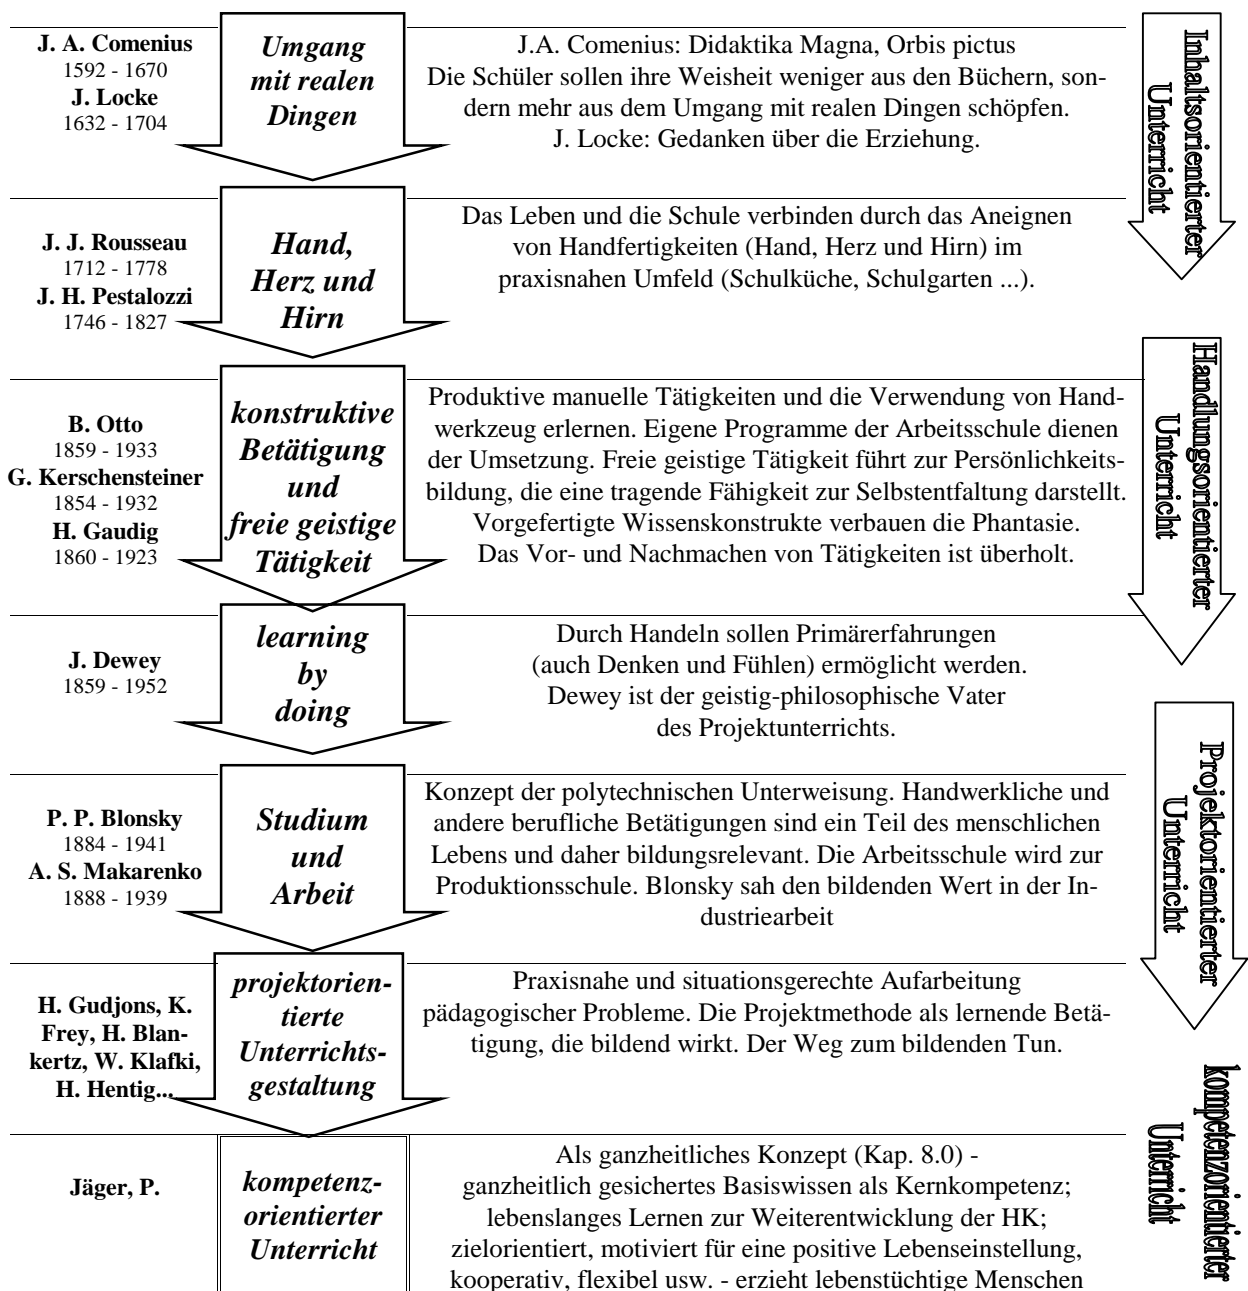 J. A. Comenius
1592 - 1670
J. Locke
1632 - 1704
Umgang
mit realen
Dingen
J.A. Comenius: Didaktika Magna, Orbis pictus
Die Schüler sollen ihre Weisheit weniger aus den Büchern, son-
dern mehr aus dem Umgang mit realen Dingen schöpfen.
J. Locke: Gedanken über die Erziehung.
Inhaltsorientierter
Unterricht
J. J. Rousseau
1712 - 1778
J. H. Pestalozzi
1746 - 1827
Hand,
Herz und
Hirn
Das Leben und die Schule verbinden durch das Aneignen
von Handfertigkeiten (Hand, Herz und Hirn) im
praxisnahen Umfeld (Schulküche, Schulgarten ...).
B. Otto
1859 - 1933
G. Kerschensteiner
1854 - 1932
H. Gaudig
1860 - 1923
konstruktive
Betätigung
und
freie geistige
Tätigkeit
Produktive manuelle Tätigkeiten und die Verwendung von Hand-
werkzeug erlernen. Eigene Programme der Arbeitsschule dienen
der Umsetzung. Freie geistige Tätigkeit führt zur Persönlichkeits-
bildung, die eine tragende Fähigkeit zur Selbstentfaltung darstellt.
Vorgefertigte Wissenskonstrukte verbauen die Phantasie.
Das Vor- und Nachmachen von Tätigkeiten ist überholt.
Handlungsorientierter
Unterricht
J. Dewey
1859 - 1952
learning
by
doing
Durch Handeln sollen Primärerfahrungen
(auch Denken und Fühlen) ermöglicht werden.
Dewey ist der geistig-philosophische Vater
des Projektunterrichts.
P. P. Blonsky
1884 - 1941
A. S. Makarenko
1888 - 1939
Studium
und
Arbeit
Konzept der polytechnischen Unterweisung. Handwerkliche und
andere berufliche Betätigungen sind ein Teil des menschlichen
Lebens und daher bildungsrelevant. Die Arbeitsschule wird zur
Produktionsschule. Blonsky sah den bildenden Wert in der In-
dustriearbeit
Projektorientierter
Unterricht
H. Gudjons, K.
Frey, H. Blan-
kertz, W. Klafki,
H. Hentig...
projektorien-
tierte
Unterrichts-
gestaltung
Praxisnahe und situationsgerechte Aufarbeitung
pädagogischer Probleme. Die Projektmethode als lernende Betä-
tigung, die bildend wirkt. Der Weg zum bildenden Tun.
Jäger, P.
kompetenz-
orientierter
Unterricht
Als ganzheitliches Konzept (Kap. 8.0) -
ganzheitlich gesichertes Basiswissen als Kernkompetenz;
lebenslanges Lernen zur Weiterentwicklung der HK;
zielorientiert, motiviert für eine positive Lebenseinstellung,
kooperativ, flexibel usw. - erzieht lebenstüchtige Menschen
kompetenzorientierter
Unterricht